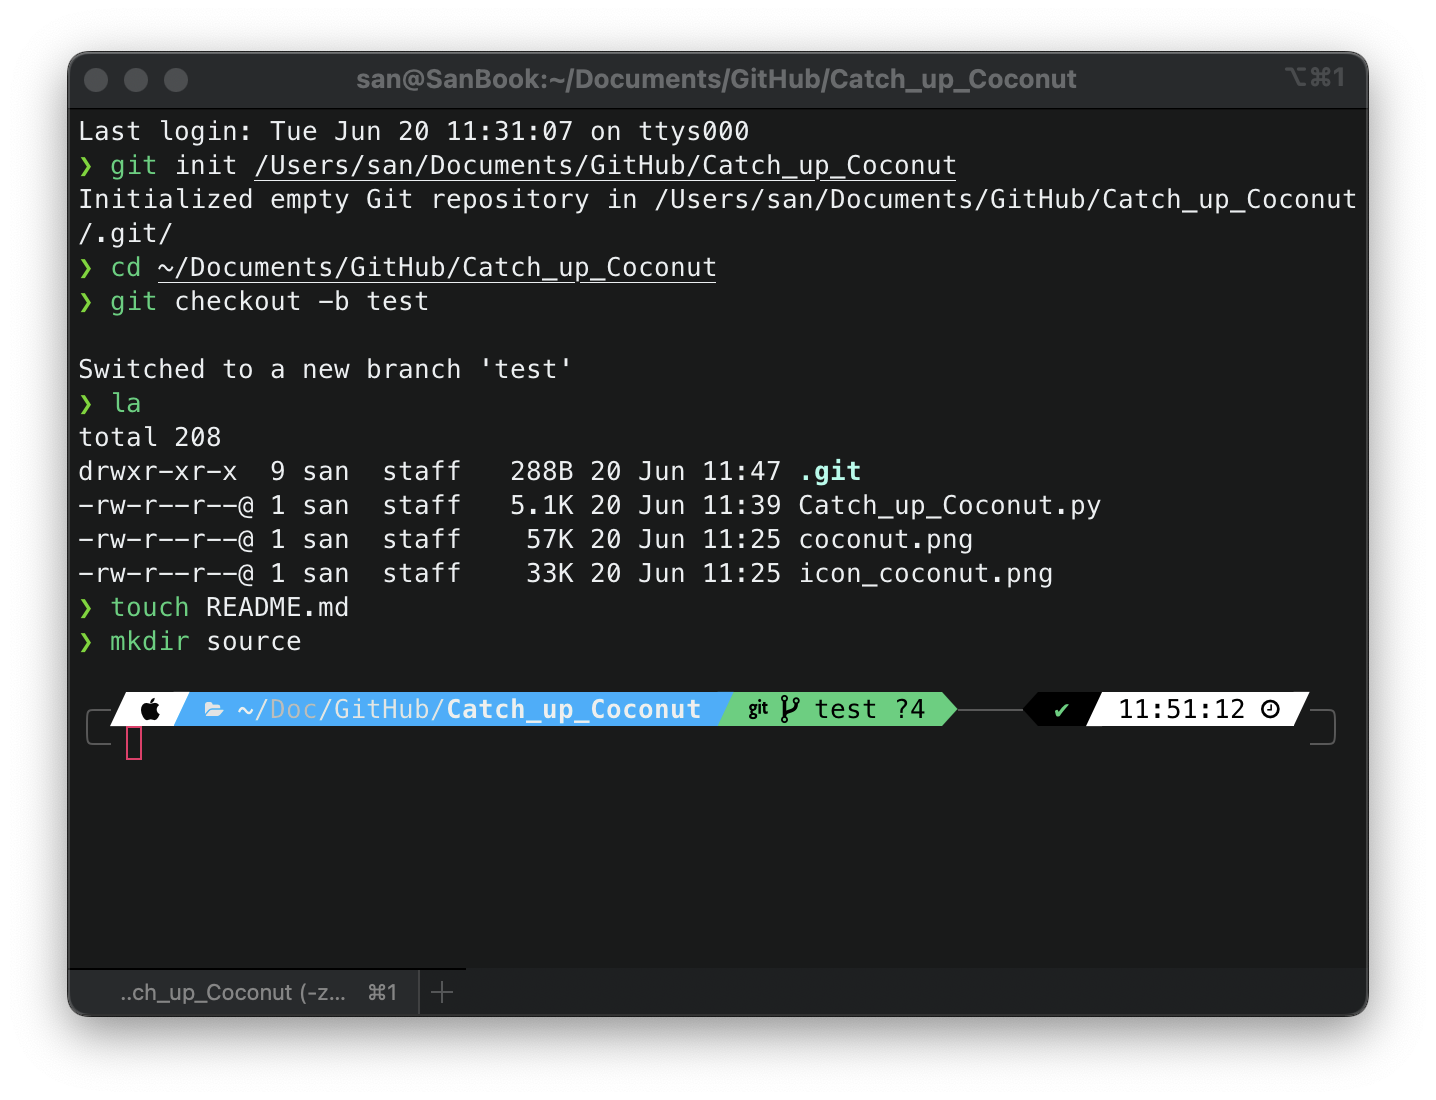 san@SanBook:~/Documents/GitHub/Catch_up_Coconut ⌥⌘1
Last login: Tue Jun 20 11:31:07 on ttys000
❯ git init /Users/san/Documents/GitHub/Catch_up_Coconut
Initialized empty Git repository in /Users/san/Documents/GitHub/Catch_up_Coconut
/.git/
❯ cd ~/Documents/GitHub/Catch_up_Coconut
❯ git checkout -b test
Switched to a new branch 'test'
❯ la
total 208
drwxr-xr-x  9 san  staff   288B 20 Jun 11:47 .git
-rw-r--r--@ 1 san  staff   5.1K 20 Jun 11:39 Catch_up_Coconut.py
-rw-r--r--@ 1 san  staff    57K 20 Jun 11:25 coconut.png
-rw-r--r--@ 1 san  staff    33K 20 Jun 11:25 icon_coconut.png
❯ touch README.md
❯ mkdir source
~/Doc/GitHub/Catch_up_Coconut git test ?4 ✔ 11:51:12
..ch_up_Coconut (-z... ⌘1 +